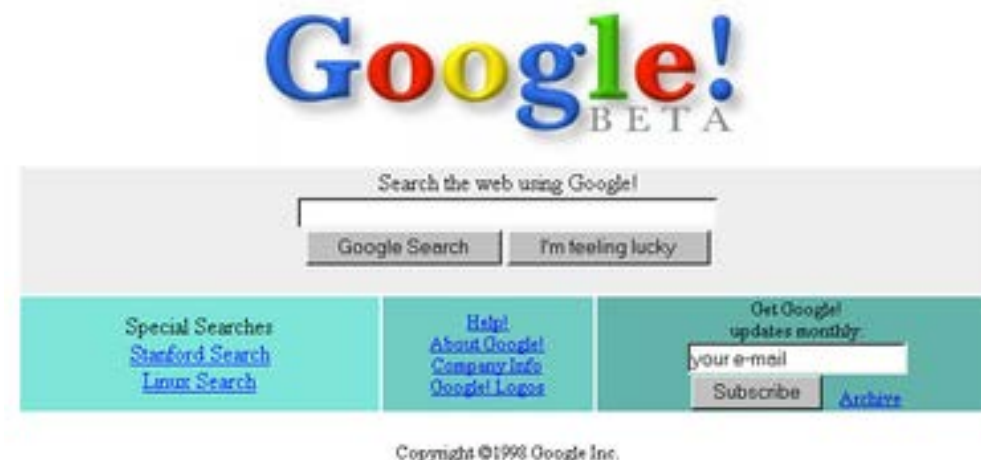 Google!
BETA
Search the web using Google!
Google Search
I'm feeling lucky
Special Searches
Stanford Search
Linux Search
Help!
About Google!
Company Info
Google! Logos
Get Google!
updates monthly:
your e-mail
Subscribe
Archive
Copyright ©1998 Google Inc.